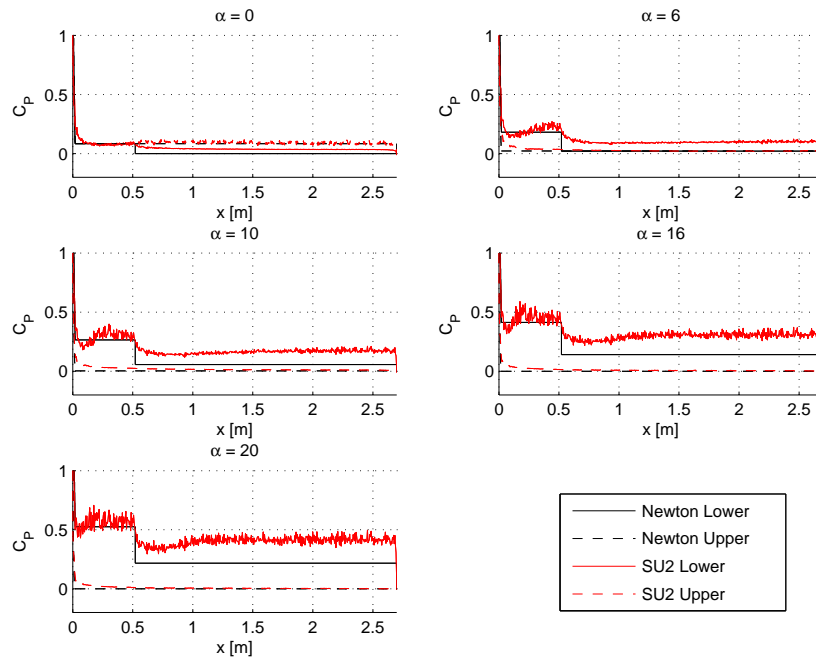 α = 0
1
0.5
0
C_P
0 0.5 1 1.5 2 2.5
x [m]
α = 6
1
0.5
0
C_P
0 0.5 1 1.5 2 2.5
x [m]
α = 10
1
0.5
0
C_P
0 0.5 1 1.5 2 2.5
x [m]
α = 16
1
0.5
0
C_P
0 0.5 1 1.5 2 2.5
x [m]
α = 20
1
0.5
0
C_P
0 0.5 1 1.5 2 2.5
x [m]
Newton Lower
Newton Upper
SU2 Lower
SU2 Upper